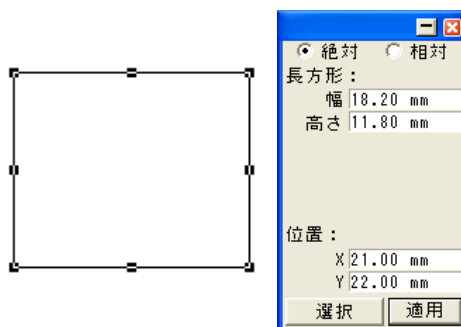 絶対 相対
長方形：
幅 18.20 mm
高さ 11.80 mm
位置：
X 21.00 mm
Y 22.00 mm
選択 適用